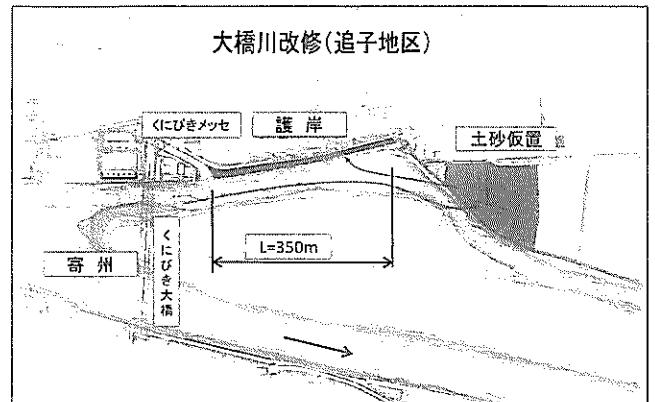 大橋川改修(追子地区)
くにびきメッセ
護岸
土砂仮置
L=350m
寄州
くにびき大橋